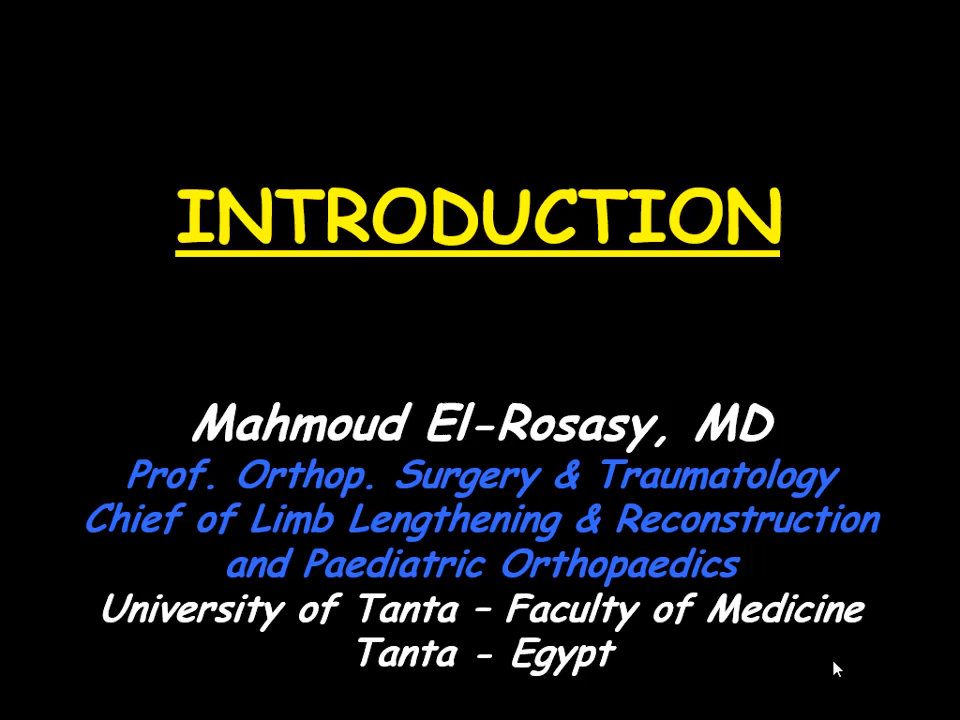 INTRODUCTION
Mahmoud El-Rosasy, MD
Prof. Orthop. Surgery & Traumatology
Chief of Limb Lengthening & Reconstruction
and Paediatric Orthopaedics
University of Tanta – Faculty of Medicine
Tanta - Egypt